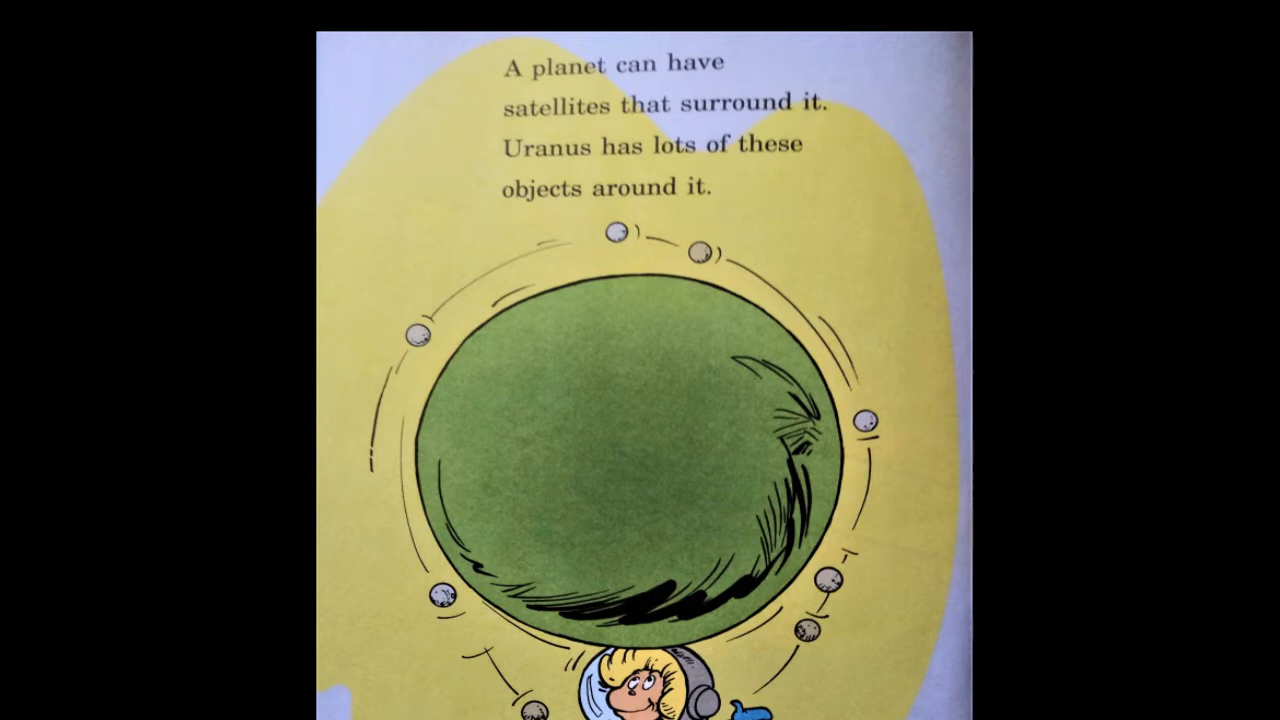 A planet can have
satellites that surround it.
Uranus has lots of these
objects around it.